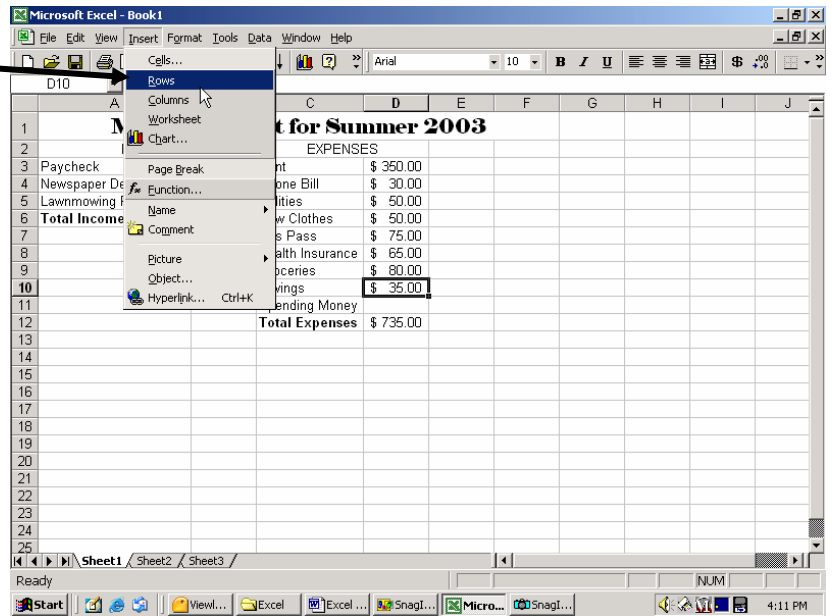 Microsoft Excel - Book1
File Edit View Insert Format Tools Data Window Help
Arial 10 B I U $
D10
Cells...
Rows
Columns
Worksheet
Chart...
Page Break
Function...
Name
Comment
Picture
Object...
Hyperlink... Ctrl+K
A C D E F G H I J
1 t for Summer 2003
2 EXPENSES
3 Paycheck nt $ 350.00
4 Newspaper De one Bill $ 30.00
5 Lawnmowing lities $ 50.00
6 Total Income w Clothes $ 50.00
7 s Pass $ 75.00
8 alth Insurance $ 65.00
9 ceries $ 80.00
10 vings $ 35.00
11 ending Money
12 Total Expenses $ 735.00
13
14
15
16
17
18
19
20
21
22
23
24
25
Sheet1 Sheet2 Sheet3
Ready NUM
Start Viewl... Excel Excel ... SnagI... Micro... SnagI... 4:11 PM